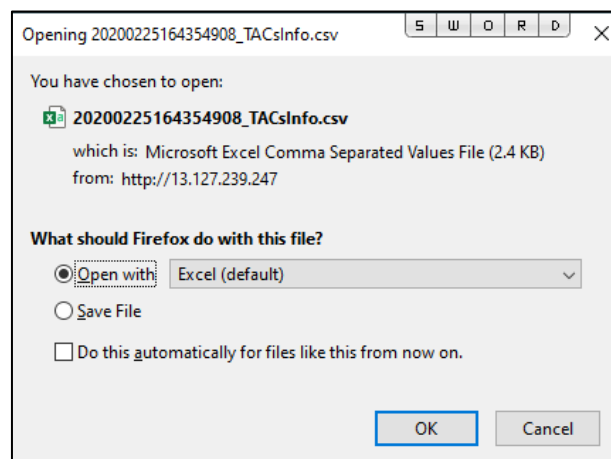 Opening 20200225164354908_TACsInfo.csv
S W O R D
You have chosen to open:
20200225164354908_TACsInfo.csv
which is: Microsoft Excel Comma Separated Values File (2.4 KB)
from: http://13.127.239.247
What should Firefox do with this file?
Open with Excel (default)
Save File
Do this automatically for files like this from now on.
OK Cancel